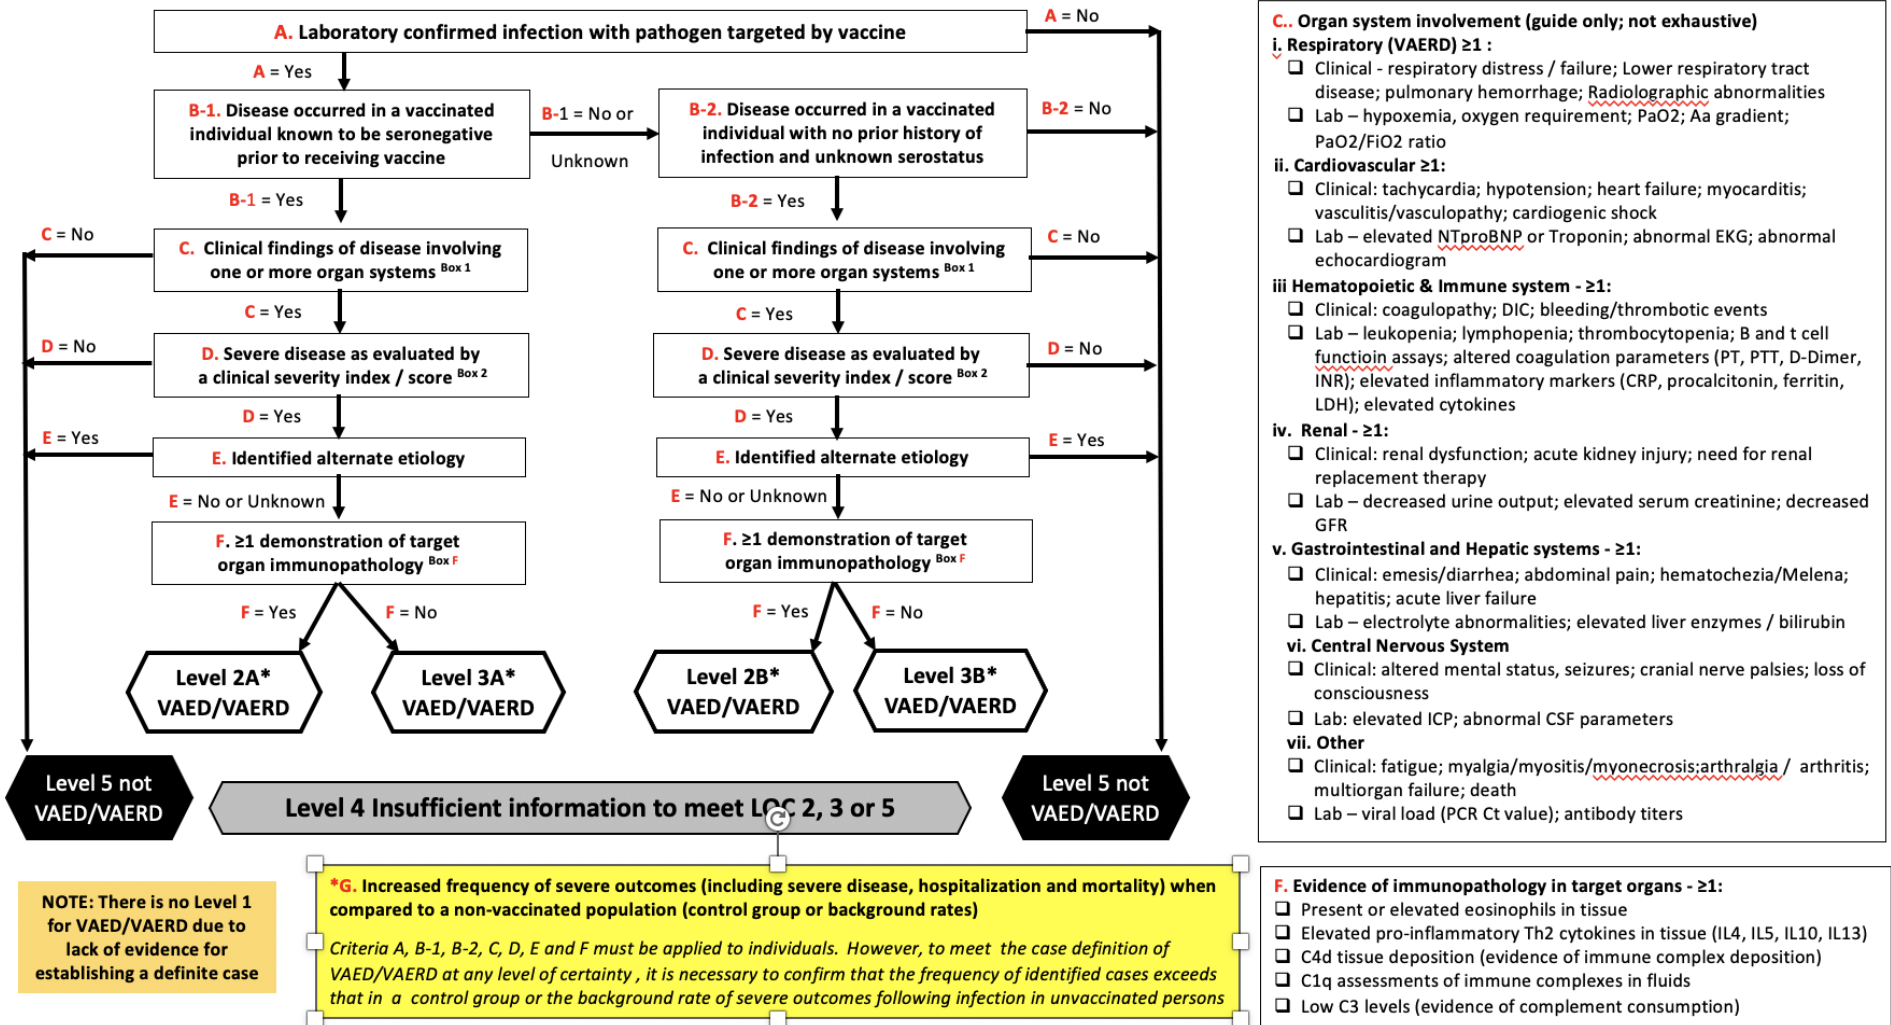 A. Laboratory confirmed infection with pathogen targeted by vaccine
A = No
A = Yes
B-1. Disease occurred in a vaccinated
individual known to be seronegative
prior to receiving vaccine
B-1 = No or
Unknown
B-2. Disease occurred in a vaccinated
individual with no prior history of
infection and unknown serostatus
B-2 = No
B-1 = Yes
B-2 = Yes
C = No
C. Clinical findings of disease involving
one or more organ systems Box 1
C. Clinical findings of disease involving
one or more organ systems Box 1
C = No
C = Yes
C = Yes
D = No
D. Severe disease as evaluated by
a clinical severity index / score Box 2
D. Severe disease as evaluated by
a clinical severity index / score Box 2
D = No
D = Yes
D = Yes
E = Yes
E. Identified alternate etiology
E. Identified alternate etiology
E = Yes
E = No or Unknown
E = No or Unknown
F. ≥1 demonstration of target
organ immunopathology Box F
F. ≥1 demonstration of target
organ immunopathology Box F
F = Yes
F = No
F = Yes
F = No
Level 2A*
VAED/VAERD
Level 3A*
VAED/VAERD
Level 2B*
VAED/VAERD
Level 3B*
VAED/VAERD
Level 5 not
VAED/VAERD
Level 4 Insufficient information to meet LOC 2, 3 or 5
Level 5 not
VAED/VAERD
NOTE: There is no Level 1
for VAED/VAERD due to
lack of evidence for
establishing a definite case
*G. Increased frequency of severe outcomes (including severe disease, hospitalization and mortality) when
compared to a non-vaccinated population (control group or background rates)
Criteria A, B-1, B-2, C, D, E and F must be applied to individuals. However, to meet the case definition of
VAED/VAERD at any level of certainty , it is necessary to confirm that the frequency of identified cases exceeds
that in a control group or the background rate of severe outcomes following infection in unvaccinated persons
C.. Organ system involvement (guide only; not exhaustive)
i. Respiratory (VAERD) ≥1 :
❑ Clinical - respiratory distress / failure; Lower respiratory tract
disease; pulmonary hemorrhage; Radiolographic abnormalities
❑ Lab – hypoxemia, oxygen requirement; PaO2; Aa gradient;
PaO2/FiO2 ratio
ii. Cardiovascular ≥1:
❑ Clinical: tachycardia; hypotension; heart failure; myocarditis;
vasculitis/vasculopathy; cardiogenic shock
❑ Lab – elevated NTproBNP or Troponin; abnormal EKG; abnormal
echocardiogram
iii Hematopoietic & Immune system - ≥1:
❑ Clinical: coagulopathy; DIC; bleeding/thrombotic events
❑ Lab – leukopenia; lymphopenia; thrombocytopenia; B and t cell
functioin assays; altered coagulation parameters (PT, PTT, D-Dimer,
INR); elevated inflammatory markers (CRP, procalcitonin, ferritin,
LDH); elevated cytokines
iv. Renal - ≥1:
❑ Clinical: renal dysfunction; acute kidney injury; need for renal
replacement therapy
❑ Lab – decreased urine output; elevated serum creatinine; decreased
GFR
v. Gastrointestinal and Hepatic systems - ≥1:
❑ Clinical: emesis/diarrhea; abdominal pain; hematochezia/Melena;
hepatitis; acute liver failure
❑ Lab – electrolyte abnormalities; elevated liver enzymes / bilirubin
vi. Central Nervous System
❑ Clinical: altered mental status, seizures; cranial nerve palsies; loss of
consciousness
❑ Lab: elevated ICP; abnormal CSF parameters
vii. Other
❑ Clinical: fatigue; myalgia/myositis/myonecrosis;arthralgia / arthritis;
multiorgan failure; death
❑ Lab – viral load (PCR Ct value); antibody titers
F. Evidence of immunopathology in target organs - ≥1:
❑ Present or elevated eosinophils in tissue
❑ Elevated pro-inflammatory Th2 cytokines in tissue (IL4, IL5, IL10, IL13)
❑ C4d tissue deposition (evidence of immune complex deposition)
❑ C1q assessments of immune complexes in fluids
❑ Low C3 levels (evidence of complement consumption)